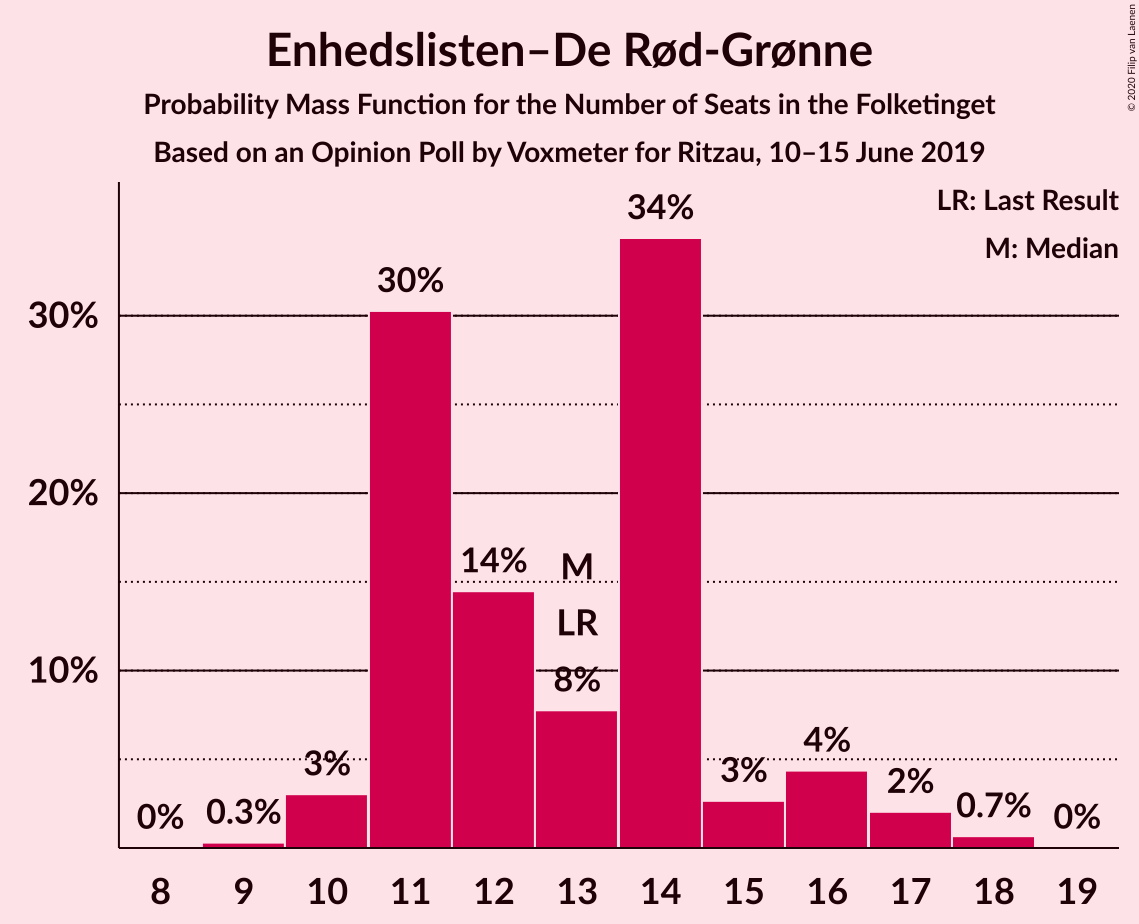 Enhedslisten–De Rød-Grønne
Probability Mass Function for the Number of Seats in the Folketinget
Based on an Opinion Poll by Voxmeter for Ritzau, 10–15 June 2019
© 2020 Filip van Laenen
LR: Last Result
M: Median
34%
30%
30%
20%
14%
M
LR
10%
8%
3%
4%
3%
2%
0%
0.3%
0.7%
0%
8 9 10 11 12 13 14 15 16 17 18 19